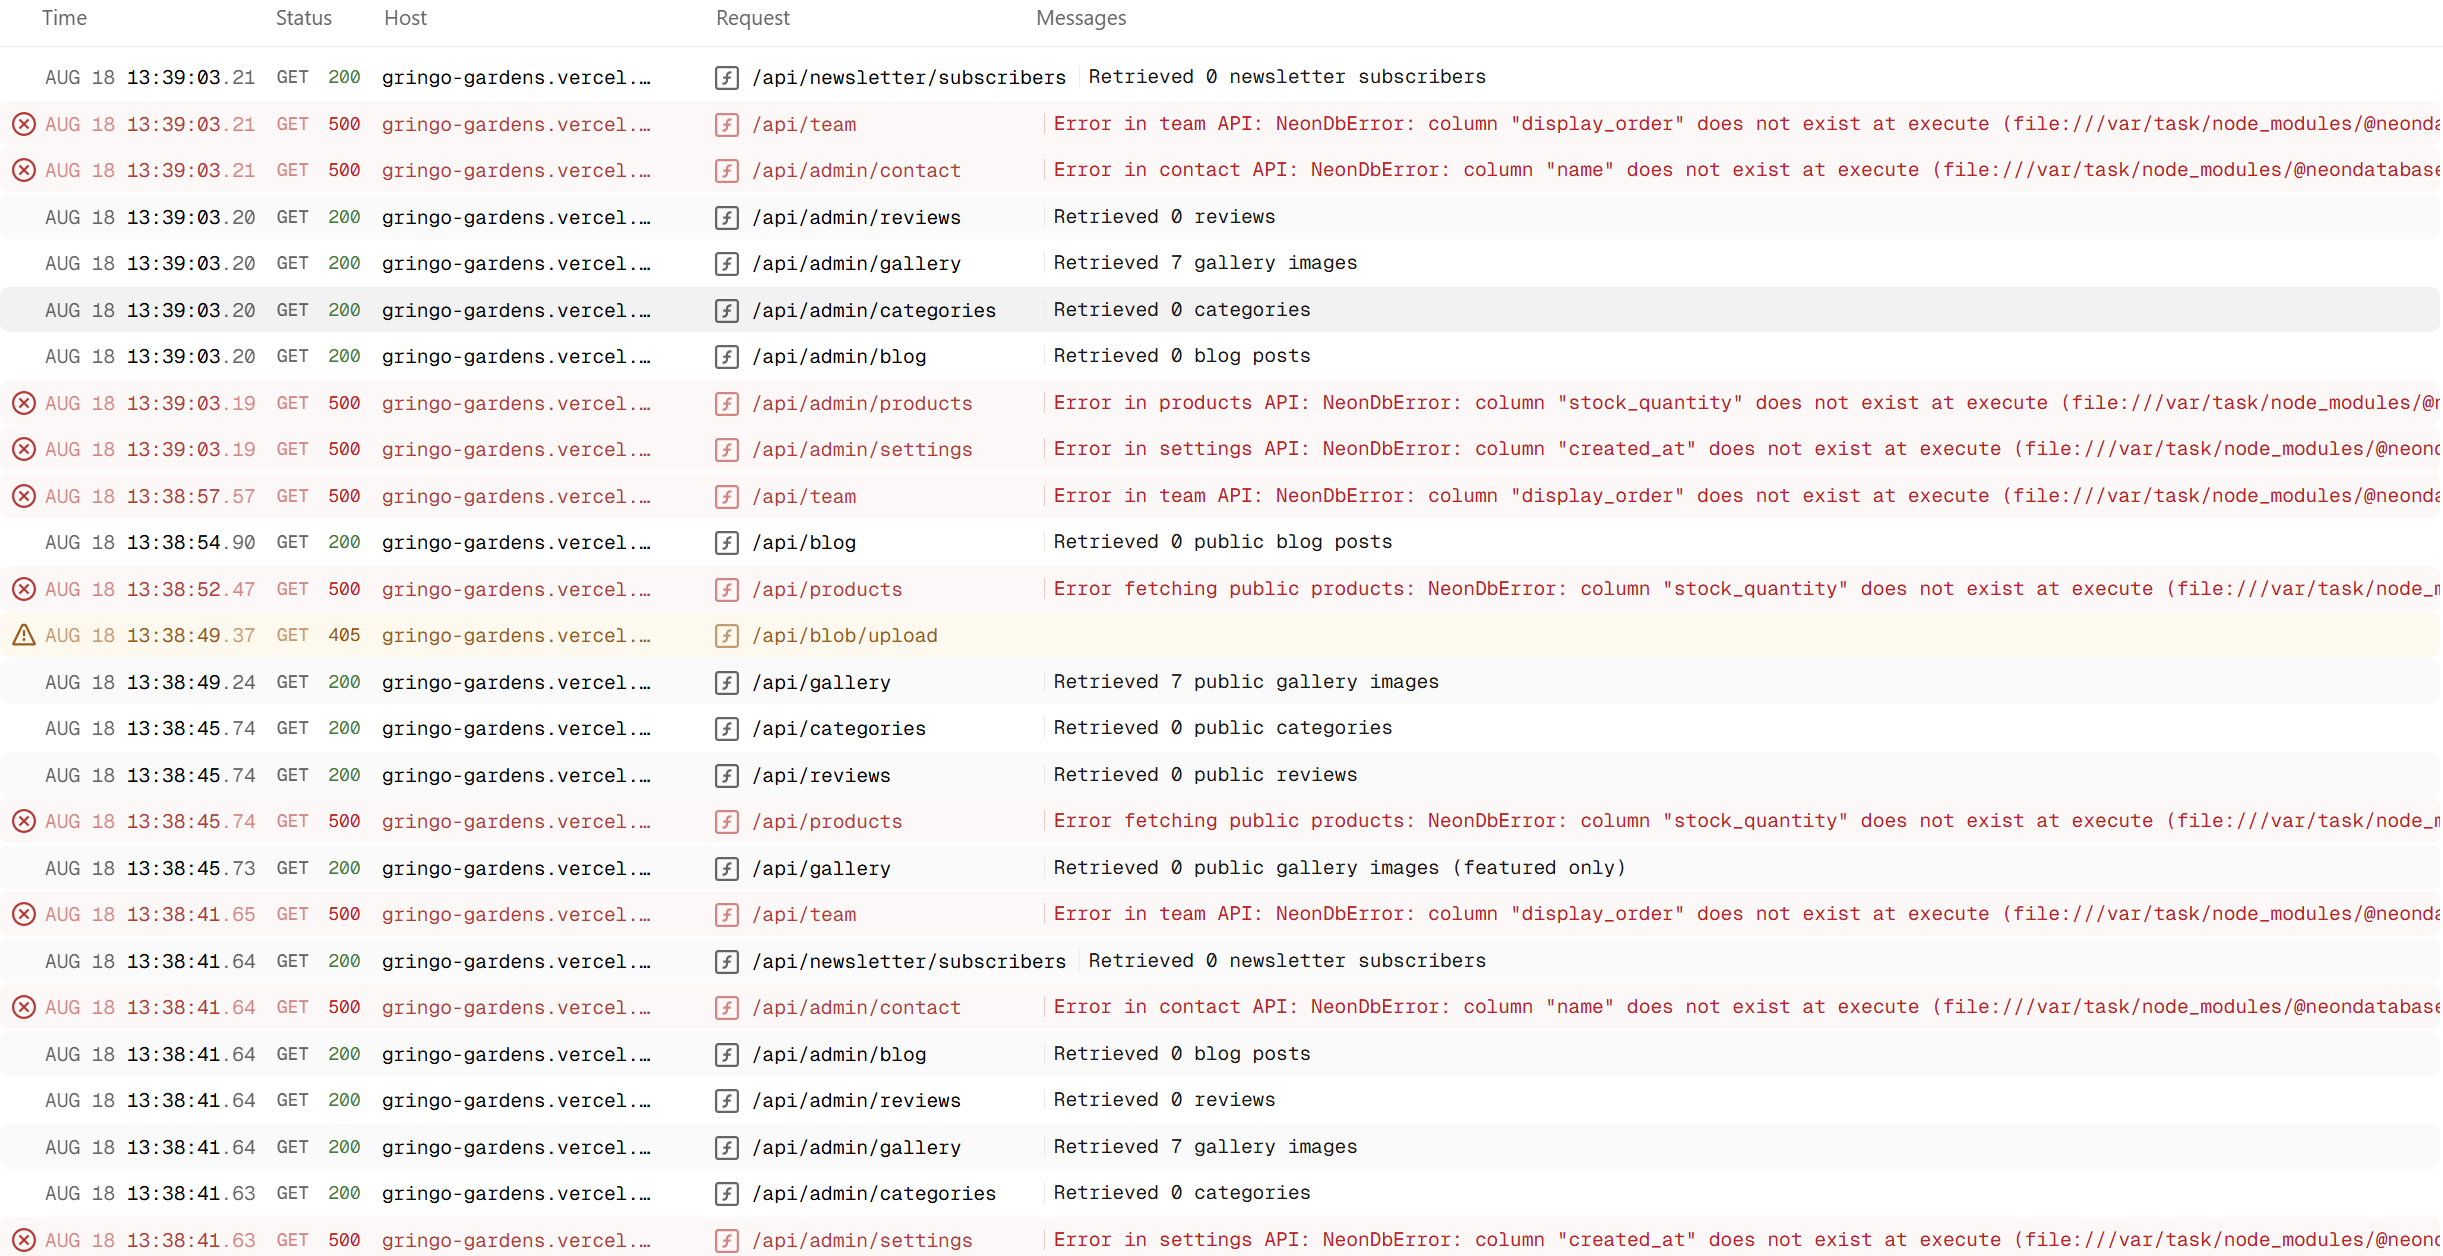 Time Status Host Request Messages
AUG 18 13:39:03.21 GET 200 gringo-gardens.vercel.… /api/newsletter/subscribers Retrieved 0 newsletter subscribers
AUG 18 13:39:03.21 GET 500 gringo-gardens.vercel.… /api/team Error in team API: NeonDbError: column "display_order" does not exist at execute (file:///var/task/node_modules/@neonda
AUG 18 13:39:03.21 GET 500 gringo-gardens.vercel.… /api/admin/contact Error in contact API: NeonDbError: column "name" does not exist at execute (file:///var/task/node_modules/@neondatabase
AUG 18 13:39:03.20 GET 200 gringo-gardens.vercel.… /api/admin/reviews Retrieved 0 reviews
AUG 18 13:39:03.20 GET 200 gringo-gardens.vercel.… /api/admin/gallery Retrieved 7 gallery images
AUG 18 13:39:03.20 GET 200 gringo-gardens.vercel.… /api/admin/categories Retrieved 0 categories
AUG 18 13:39:03.20 GET 200 gringo-gardens.vercel.… /api/admin/blog Retrieved 0 blog posts
AUG 18 13:39:03.19 GET 500 gringo-gardens.vercel.… /api/admin/products Error in products API: NeonDbError: column "stock_quantity" does not exist at execute (file:///var/task/node_modules/@n
AUG 18 13:39:03.19 GET 500 gringo-gardens.vercel.… /api/admin/settings Error in settings API: NeonDbError: column "created_at" does not exist at execute (file:///var/task/node_modules/@neond
AUG 18 13:38:57.57 GET 500 gringo-gardens.vercel.… /api/team Error in team API: NeonDbError: column "display_order" does not exist at execute (file:///var/task/node_modules/@neonda
AUG 18 13:38:54.90 GET 200 gringo-gardens.vercel.… /api/blog Retrieved 0 public blog posts
AUG 18 13:38:52.47 GET 500 gringo-gardens.vercel.… /api/products Error fetching public products: NeonDbError: column "stock_quantity" does not exist at execute (file:///var/task/node_m
AUG 18 13:38:49.37 GET 405 gringo-gardens.vercel.… /api/blob/upload
AUG 18 13:38:49.24 GET 200 gringo-gardens.vercel.… /api/gallery Retrieved 7 public gallery images
AUG 18 13:38:45.74 GET 200 gringo-gardens.vercel.… /api/categories Retrieved 0 public categories
AUG 18 13:38:45.74 GET 200 gringo-gardens.vercel.… /api/reviews Retrieved 0 public reviews
AUG 18 13:38:45.74 GET 500 gringo-gardens.vercel.… /api/products Error fetching public products: NeonDbError: column "stock_quantity" does not exist at execute (file:///var/task/node_m
AUG 18 13:38:45.73 GET 200 gringo-gardens.vercel.… /api/gallery Retrieved 0 public gallery images (featured only)
AUG 18 13:38:41.65 GET 500 gringo-gardens.vercel.… /api/team Error in team API: NeonDbError: column "display_order" does not exist at execute (file:///var/task/node_modules/@neonda
AUG 18 13:38:41.64 GET 200 gringo-gardens.vercel.… /api/newsletter/subscribers Retrieved 0 newsletter subscribers
AUG 18 13:38:41.64 GET 500 gringo-gardens.vercel.… /api/admin/contact Error in contact API: NeonDbError: column "name" does not exist at execute (file:///var/task/node_modules/@neondatabase
AUG 18 13:38:41.64 GET 200 gringo-gardens.vercel.… /api/admin/blog Retrieved 0 blog posts
AUG 18 13:38:41.64 GET 200 gringo-gardens.vercel.… /api/admin/reviews Retrieved 0 reviews
AUG 18 13:38:41.64 GET 200 gringo-gardens.vercel.… /api/admin/gallery Retrieved 7 gallery images
AUG 18 13:38:41.63 GET 200 gringo-gardens.vercel.… /api/admin/categories Retrieved 0 categories
AUG 18 13:38:41.63 GET 500 gringo-gardens.vercel.… /api/admin/settings Error in settings API: NeonDbError: column "created_at" does not exist at execute (file:///var/task/node_modules/@neond